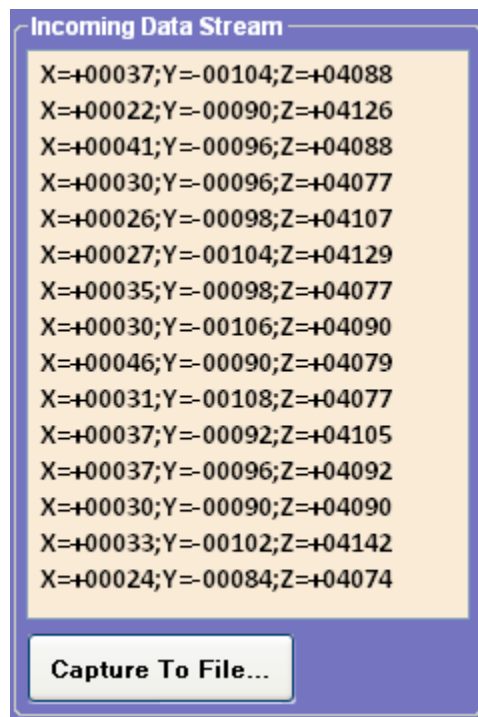 Incoming Data Stream
X=+00037;Y=-00104;Z=+04088
X=+00022;Y=-00090;Z=+04126
X=+00041;Y=-00096;Z=+04088
X=+00030;Y=-00096;Z=+04077
X=+00026;Y=-00098;Z=+04107
X=+00027;Y=-00104;Z=+04129
X=+00035;Y=-00098;Z=+04077
X=+00030;Y=-00106;Z=+04090
X=+00046;Y=-00090;Z=+04079
X=+00031;Y=-00108;Z=+04077
X=+00037;Y=-00092;Z=+04105
X=+00037;Y=-00096;Z=+04092
X=+00030;Y=-00090;Z=+04090
X=+00033;Y=-00102;Z=+04142
X=+00024;Y=-00084;Z=+04074
Capture To File...